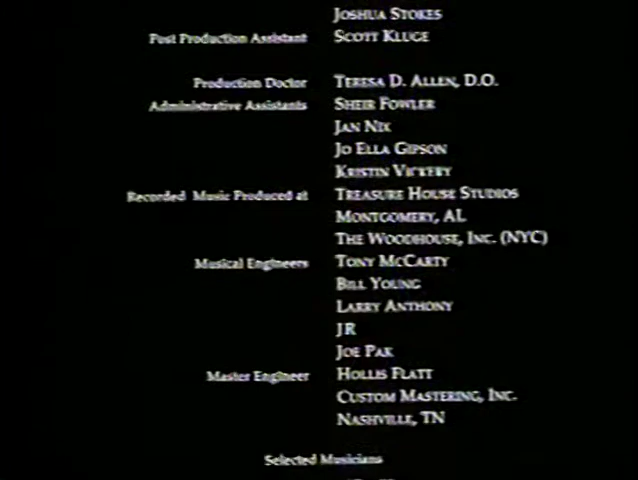 JOSHUA STOKES
Post Production Assistant SCOTT KLUGE
Production Doctor TERESA D. ALLEN, D.O.
Administrative Assistants SHEIR FOWLER
JAN NIX
JO ELLA GIPSON
KRISTIN VICKERY
Recorded Music Produced at TREASURE HOUSE STUDIOS
MONTGOMERY, AL
THE WOODHOUSE, INC. (NYC)
Musical Engineers TONY MCCARTY
BILL YOUNG
LARRY ANTHONY
JR
JOE PAK
Master Engineer HOLLIS FLATT
CUSTOM MASTERING, INC.
NASHVILLE, TN
Selected Musicians